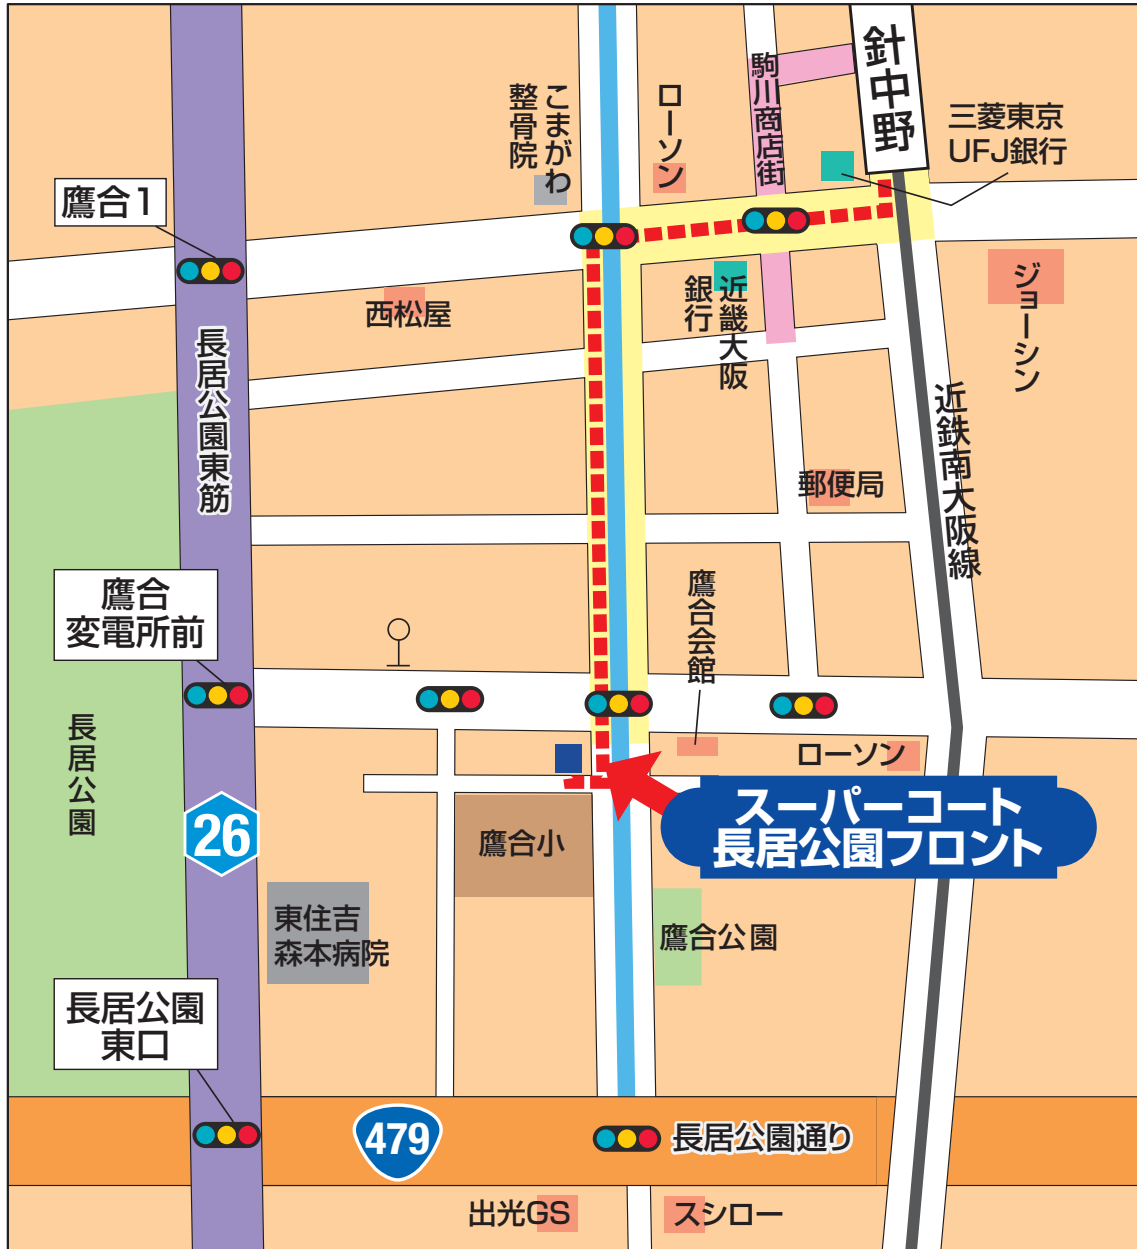 針中野
駒川商店街
ローソン
こまがわ
整骨院
三菱東京
UFJ銀行
鷹合1
西松屋
近畿大阪
銀行
ジョーシン
長居公園東筋
近鉄南大阪線
郵便局
鷹合
変電所前
鷹合会館
長居公園
ローソン
スーパーコート
長居公園フロント
26
鷹合小
東住吉
森本病院
鷹合公園
長居公園
東口
479
長居公園通り
出光GS
スシロー